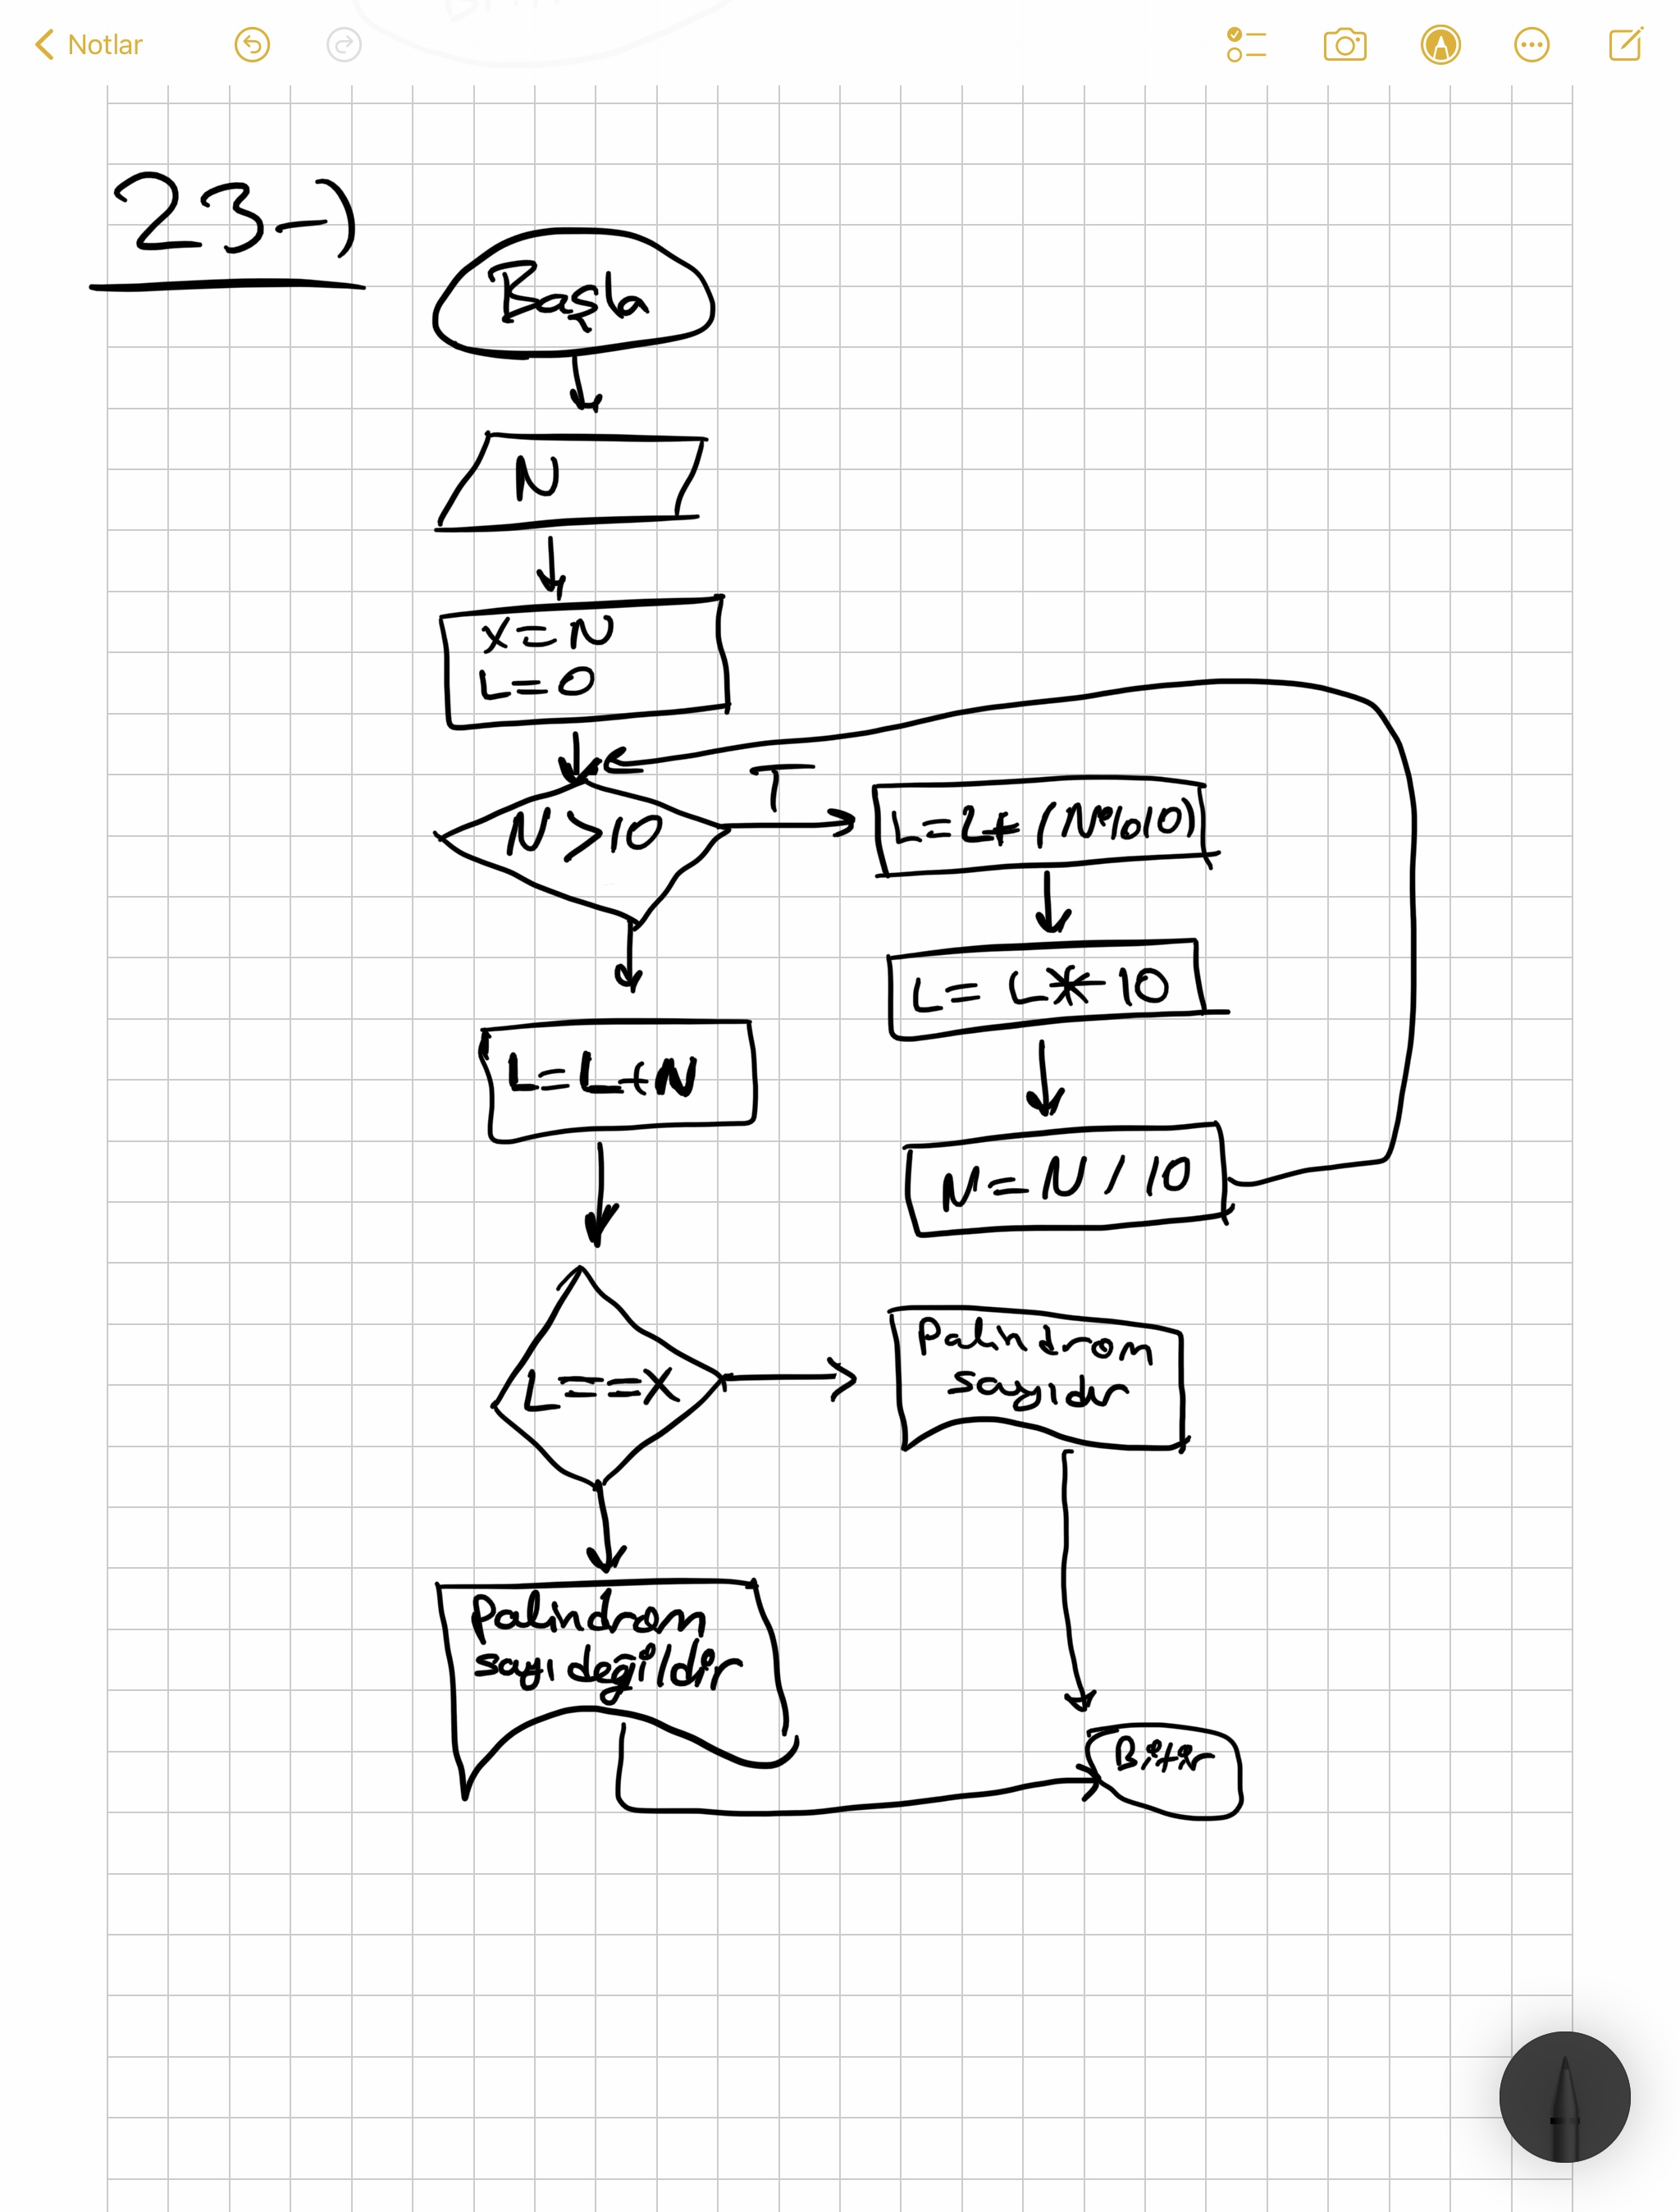 Notlar
23-)
Başla
N
X=N
L=0
N>10
T
L=L+(N%10)
L=L*10
N=N/10
L=L+N
L==X
Palindrom
sayıdır
Palindrom
sayı değildir
Bitir